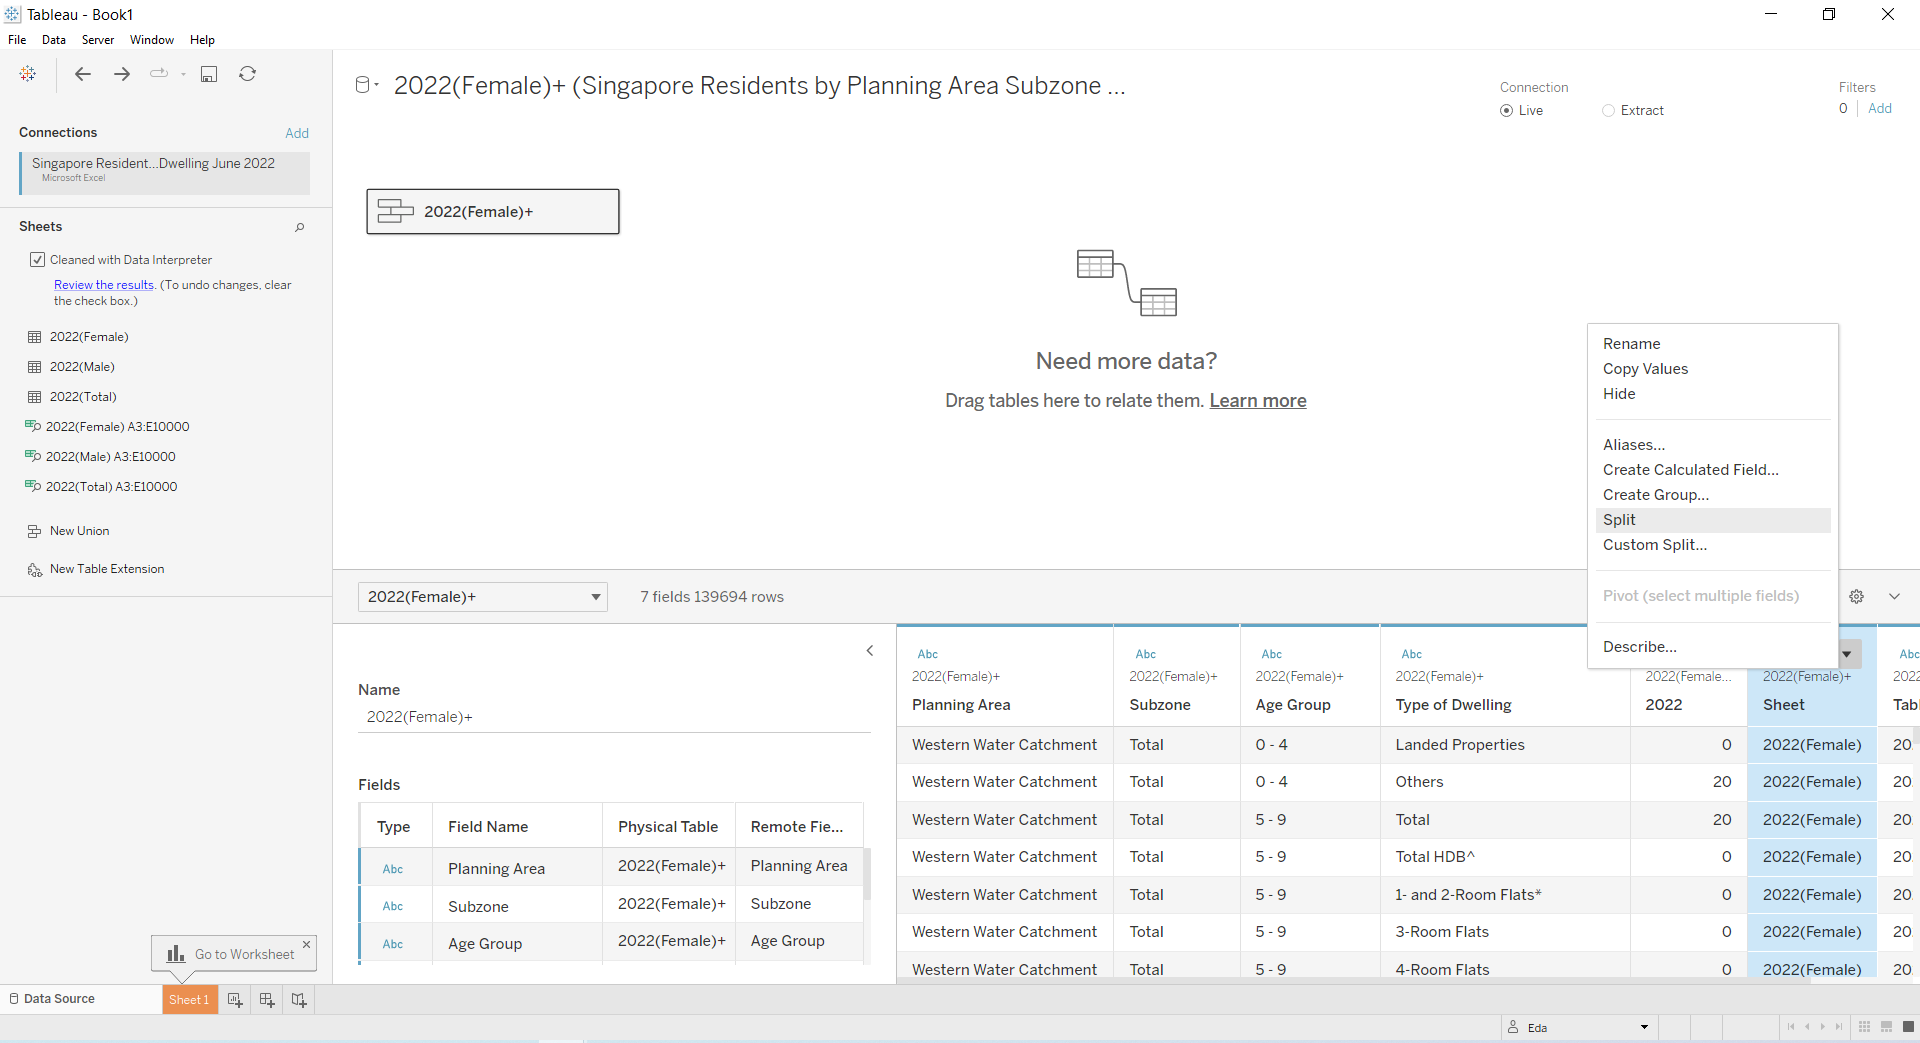 Tableau - Book1
File Data Server Window Help
Connections Add
Singapore Resident...Dwelling June 2022
Microsoft Excel
Sheets
Cleaned with Data Interpreter
Review the results. (To undo changes, clear
the check box.)
2022(Female)
2022(Male)
2022(Total)
2022(Female) A3:E10000
2022(Male) A3:E10000
2022(Total) A3:E10000
New Union
New Table Extension
2022(Female)+ (Singapore Residents by Planning Area Subzone ...
Connection
Live Extract
Filters
0 Add
2022(Female)+
Need more data?
Drag tables here to relate them. Learn more
Rename
Copy Values
Hide
Aliases...
Create Calculated Field...
Create Group...
Split
Custom Split...
Pivot (select multiple fields)
Describe...
2022(Female)+ 7 fields 139694 rows
Name
2022(Female)+
Fields
Type Field Name Physical Table Remote Fie...
Abc Planning Area 2022(Female)+ Planning Area
Abc Subzone 2022(Female)+ Subzone
Abc Age Group 2022(Female)+ Age Group
Abc Abc Abc Abc Abc
2022(Female)+ 2022(Female)+ 2022(Female)+ 2022(Female)+ 2022(Female... 2022(Female)+ 2022
Planning Area Subzone Age Group Type of Dwelling 2022 Sheet Tabl
Western Water Catchment Total 0 - 4 Landed Properties 0 2022(Female) 20
Western Water Catchment Total 0 - 4 Others 20 2022(Female) 20
Western Water Catchment Total 5 - 9 Total 20 2022(Female) 20
Western Water Catchment Total 5 - 9 Total HDB^ 0 2022(Female) 20
Western Water Catchment Total 5 - 9 1- and 2-Room Flats* 0 2022(Female) 20
Western Water Catchment Total 5 - 9 3-Room Flats 0 2022(Female) 20
Western Water Catchment Total 5 - 9 4-Room Flats 0 2022(Female) 20
Go to Worksheet
Data Source Sheet 1
Eda